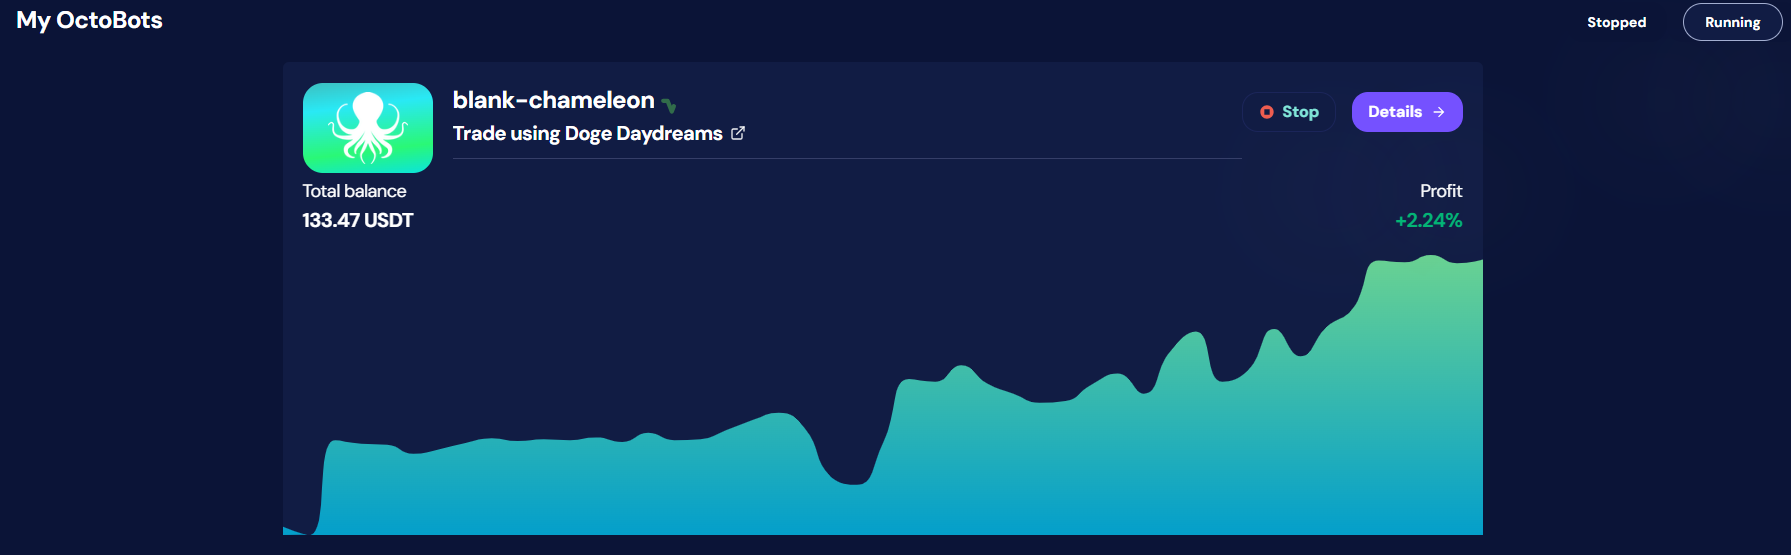 My OctoBots
Stopped
Running
blank-chameleon
Trade using Doge Daydreams
Stop
Details
Total balance
133.47 USDT
Profit
+2.24%